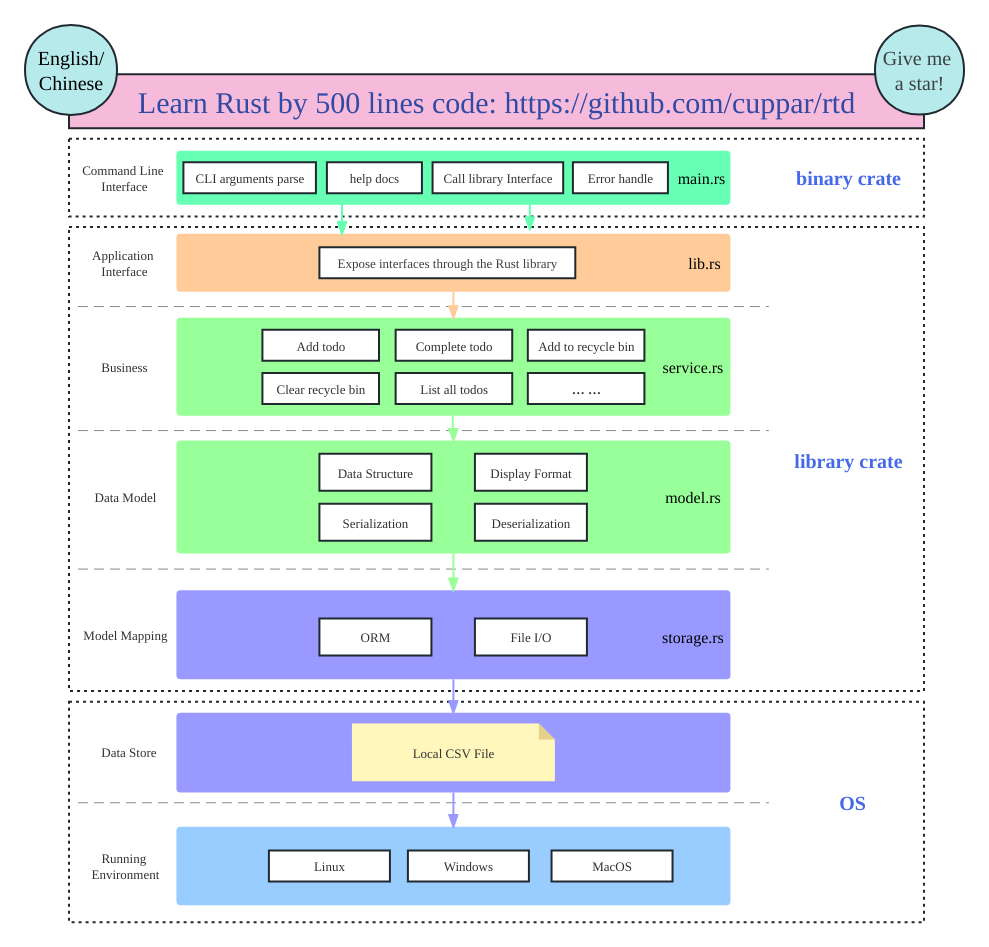 English/
Chinese
Give me
a star!
Learn Rust by 500 lines code: https://github.com/cuppar/rtd
Command Line
Interface
CLI arguments parse
help docs
Call library Interface
Error handle
main.rs
binary crate
Application
Interface
Expose interfaces through the Rust library
lib.rs
Business
Add todo
Complete todo
Add to recycle bin
Clear recycle bin
List all todos
... ...
service.rs
library crate
Data Model
Data Structure
Display Format
Serialization
Deserialization
model.rs
Model Mapping
ORM
File I/O
storage.rs
Data Store
Local CSV File
OS
Running
Environment
Linux
Windows
MacOS